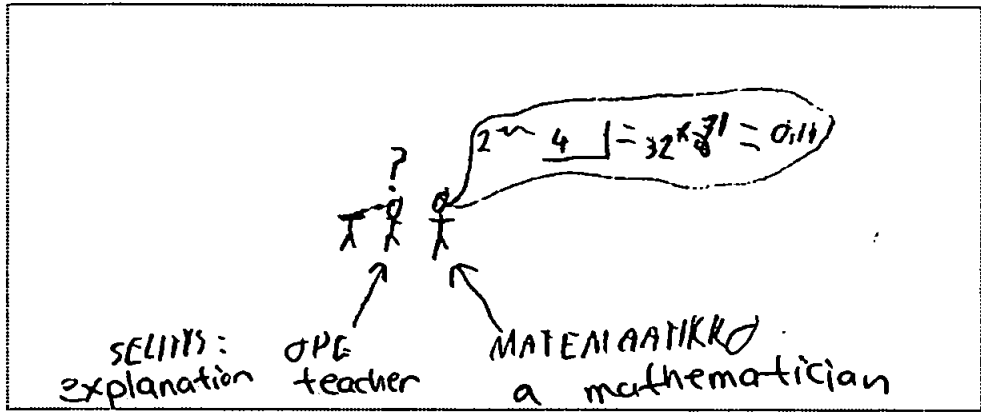 ?
2 ~ 4 = 32 = 0,11
SELITYS: OPE MATEMAATIKKO
explanation teacher a mathematician